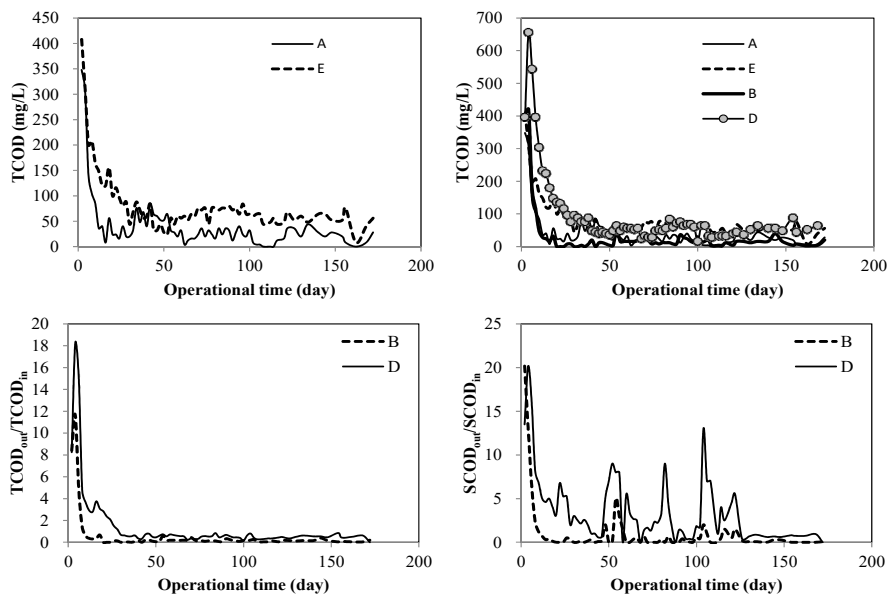 450
400
350
300
250
200
150
100
50
0
TCOD (mg/L)
A
E
0 50 100 150 200
Operational time (day)
700
600
500
400
300
200
100
0
TCOD (mg/L)
A
E
B
D
0 50 100 150 200
Operational time (day)
20
18
16
14
12
10
8
6
4
2
0
TCODout/TCODin
B
D
0 50 100 150 200
Operational time (day)
25
20
15
10
5
0
SCODout/SCODin
B
D
0 50 100 150 200
Operational time (day)